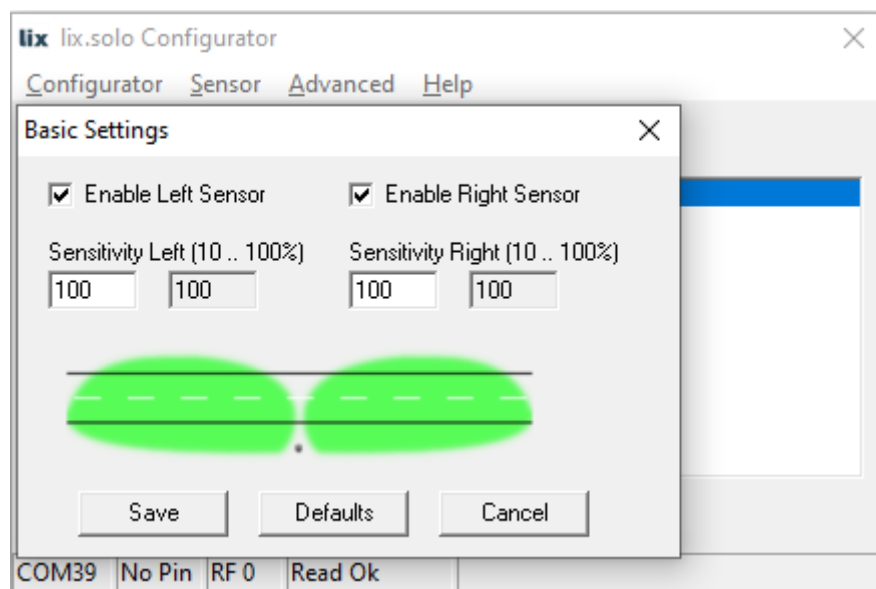 lix lix.solo Configurator
Configurator Sensor Advanced Help
Basic Settings
Enable Left Sensor Enable Right Sensor
Sensitivity Left (10 .. 100%) Sensitivity Right (10 .. 100%)
100 100 100 100
Save Defaults Cancel
COM39 No Pin RF 0 Read Ok